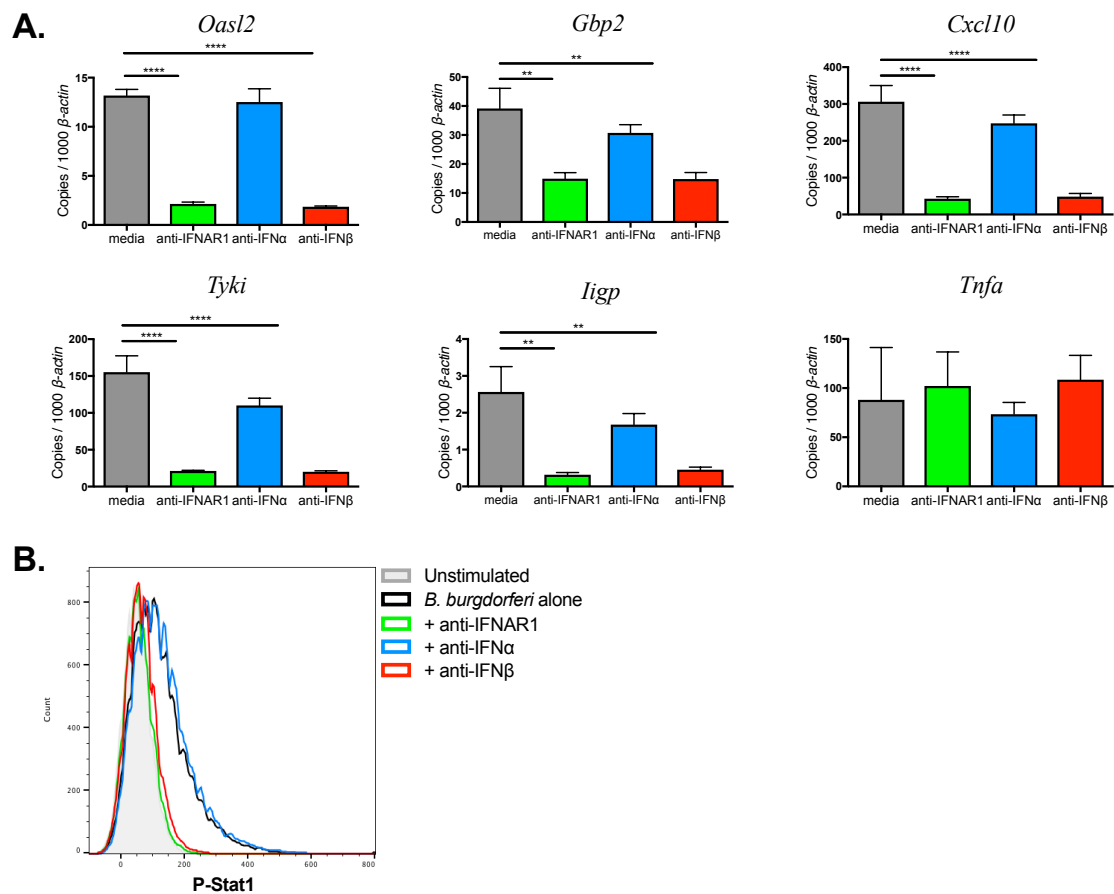 A.
Oasl2
Gbp2
Cxcl10
Copies / 1000 β-actin
15
10
5
0
****
****
media
anti-IFNAR1
anti-IFNα
anti-IFNβ
Copies / 1000 β-actin
50
40
30
20
10
0
**
**
media
anti-IFNAR1
anti-IFNα
anti-IFNβ
Copies / 1000 β-actin
400
300
200
100
0
****
****
media
anti-IFNAR1
anti-IFNα
anti-IFNβ
Tyki
Iigp
Tnfa
Copies / 1000 β-actin
200
150
100
50
0
****
****
media
anti-IFNAR1
anti-IFNα
anti-IFNβ
Copies / 1000 β-actin
4
3
2
1
0
**
**
media
anti-IFNAR1
anti-IFNα
anti-IFNβ
Copies / 1000 β-actin
150
100
50
0
media
anti-IFNAR1
anti-IFNα
anti-IFNβ
B.
Count
800
600
400
200
0
0
200
400
600
800
P-Stat1
Unstimulated
B. burgdorferi alone
+ anti-IFNAR1
+ anti-IFNα
+ anti-IFNβ